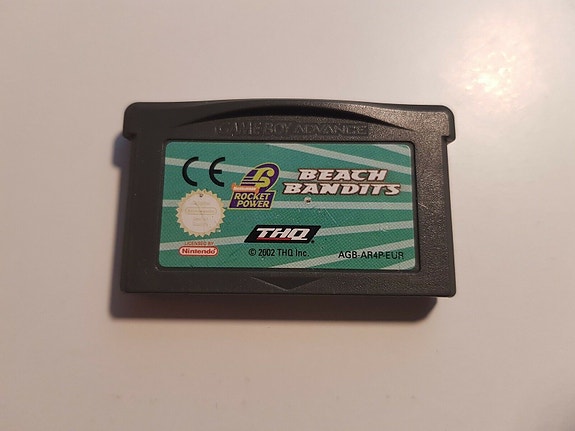 GAME BOY ADVANCE
CE
ROCKET
POWER
BEACH
BANDITS
LICENSED BY
Nintendo
THQ
© 2002 THQ Inc.
AGB-AR4P-EUR